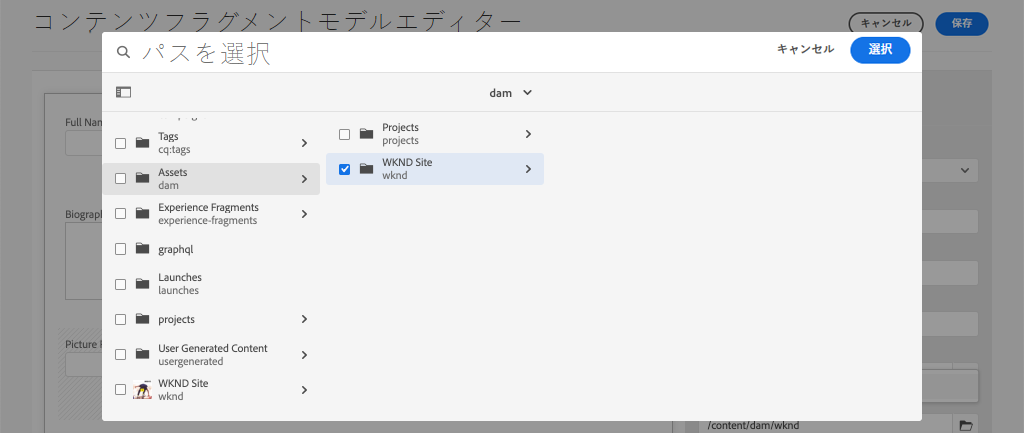 コンテンツフラグメントモデルエディター
キャンセル
保存
パスを選択
キャンセル
選択
dam
Full Nam
Biograph
Picture
Tags
cq:tags
Assets
dam
Experience Fragments
experience-fragments
graphql
Launches
launches
projects
User Generated Content
usergenerated
WKND Site
wknd
Projects
projects
WKND Site
wknd
/content/dam/wknd